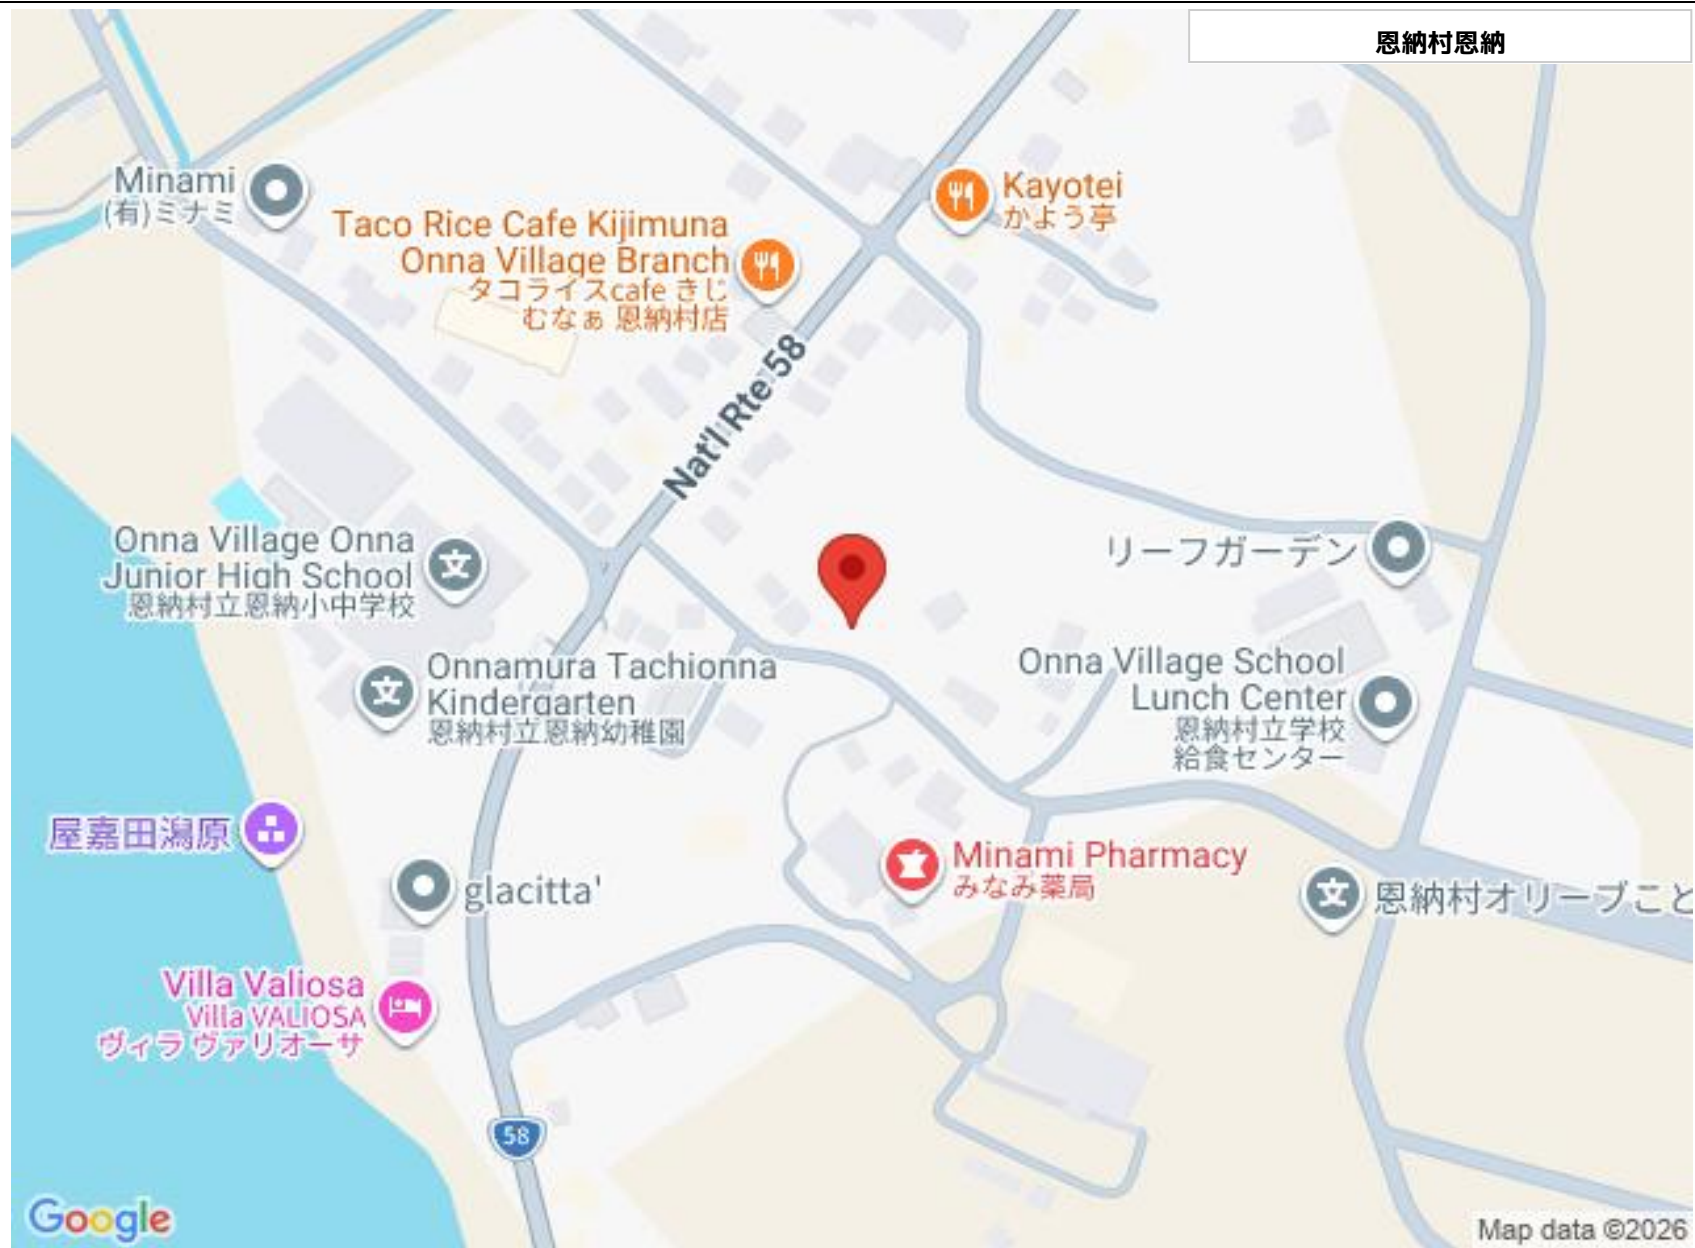 恩納村恩納
Minami
(有)ミナミ
Kayotei
かよう亭
Taco Rice Cafe Kijimuna
Onna Village Branch
タコライスcafe きじ
むなぁ 恩納村店
Nat'l Rte 58
Onna Village Onna
Junior High School
恩納村立恩納小中学校
リーフガーデン
Onnamura Tachionna
Kindergarten
恩納村立恩納幼稚園
Onna Village School
Lunch Center
恩納村立学校
給食センター
屋嘉田潟原
glacitta'
Minami Pharmacy
みなみ薬局
恩納村オリーブこど
Villa Valiosa
Villa VALIOSA
ヴィラ ヴァリオーサ
58
Google
Map data ©2026